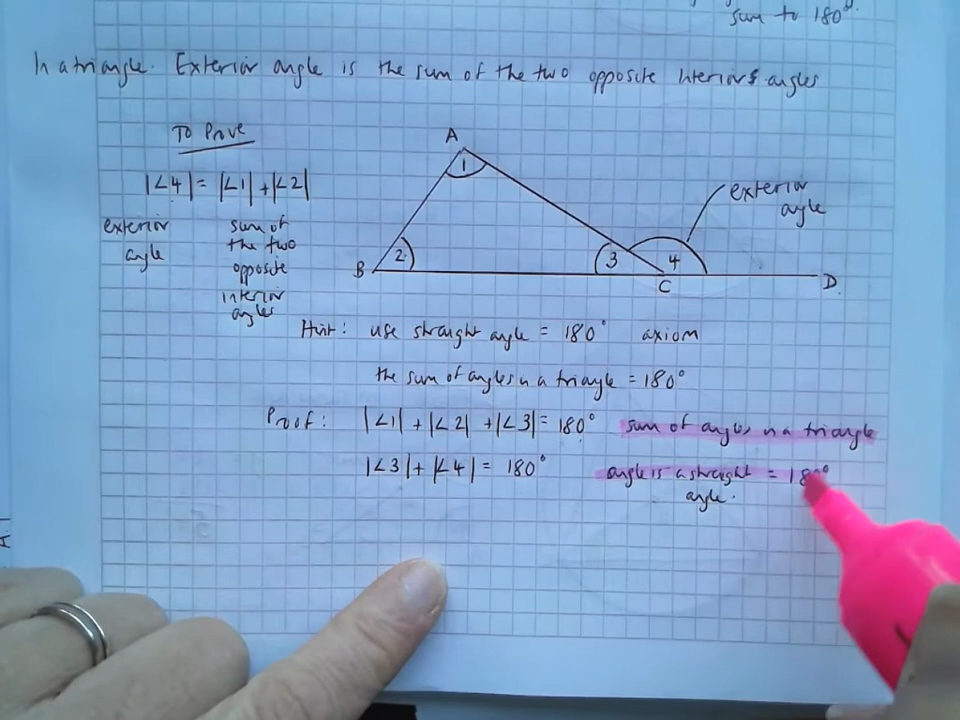 sum to 180°
In a triangle. Exterior angle is the sum of the two opposite interiors angles
To Prove
|∠4| = |∠1| + |∠2|
exterior angle
sum of
the two
opposite
interior
angles
A
1
B
2
3
4
C
D
exterior
angle
Hint: use straight angle = 180° axiom
the sum of angles in a triangle = 180°
Proof: |∠1| + |∠2| + |∠3| = 180° sum of angles in a triangle
|∠3| + |∠4| = 180° angle is a straight = 180°
angle.